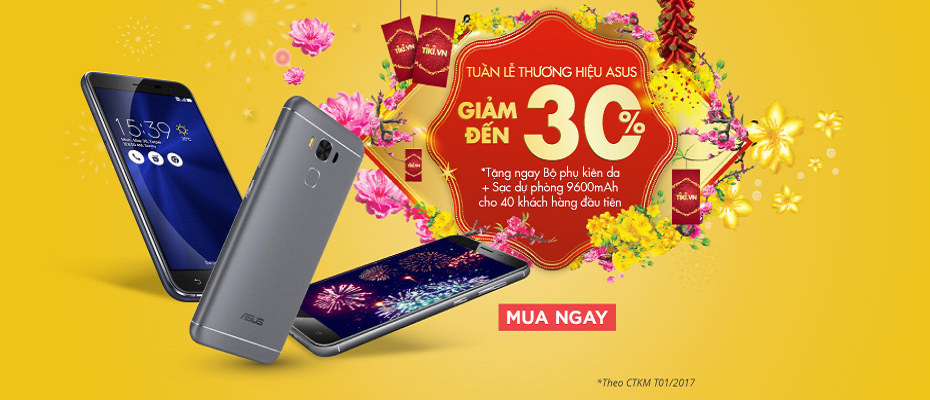 TIKI.VN
TUẦN LỄ THƯƠNG HIỆU ASUS
GIẢM
ĐẾN
30%
*Tặng ngay Bộ phụ kiên da
+ Sạc dự phòng 9600mAh
cho 40 khách hàng đầu tiên
TIKI.VN
TIKI.VN
15:39
ASUS
MUA NGAY
*Theo CTKM T01/2017